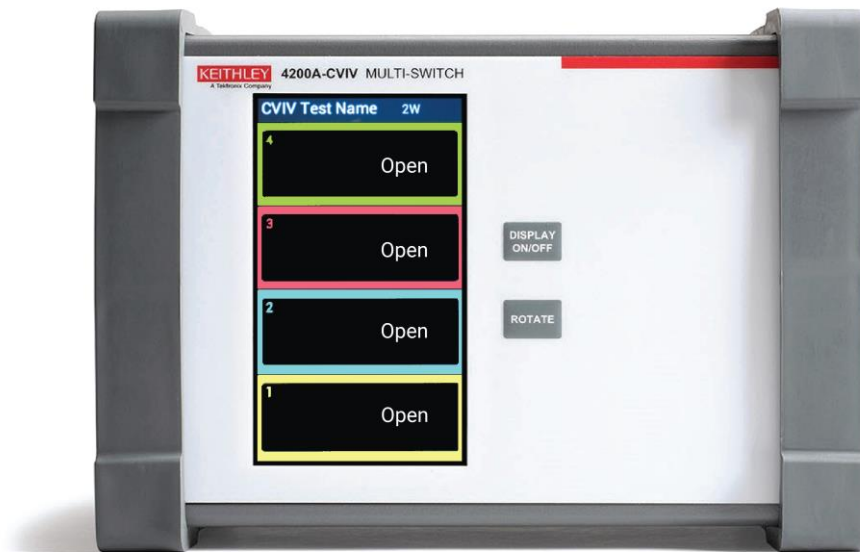 KEITHLEY 4200A-CVIV MULTI-SWITCH
A Tektronix Company
CVIV Test Name 2W
4
Open
3
Open
2
Open
1
Open
DISPLAY
ON/OFF
ROTATE